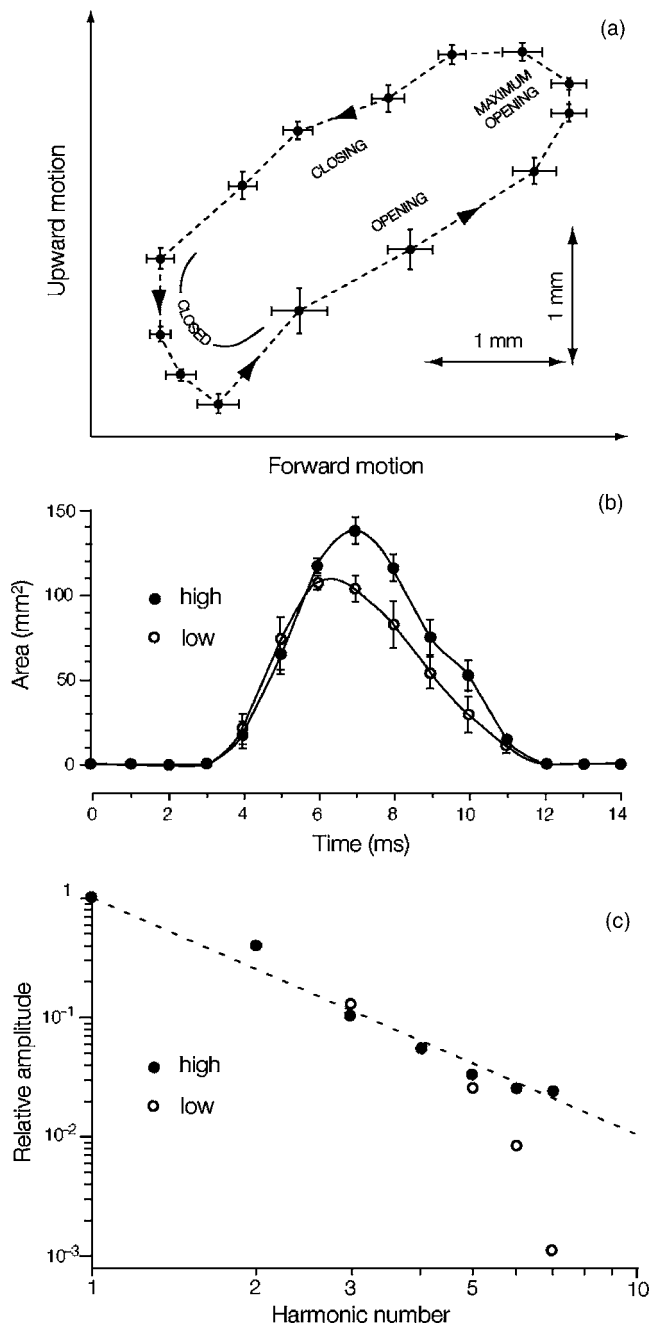 (a)
Upward motion
MAXIMUM
OPENING
CLOSING
OPENING
CLOSED
1 mm
1 mm
Forward motion
(b)
150
100
50
0
Area (mm²)
high
low
0 2 4 6 8 10 12 14
Time (ms)
(c)
1
10⁻¹
10⁻²
10⁻³
Relative amplitude
high
low
1 2 3 5 10
Harmonic number